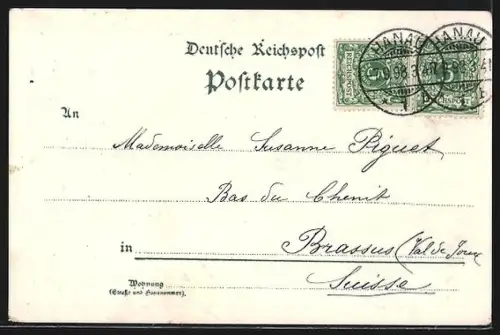 Deutsche Reichspost
Postkarte
HANAU
HANAU
An
Mademoiselle Susanne Piguet
Bas du Chenit
in Brassus (Val de Joux
Suisse
Wohnung
(Straße und Hausnummer)